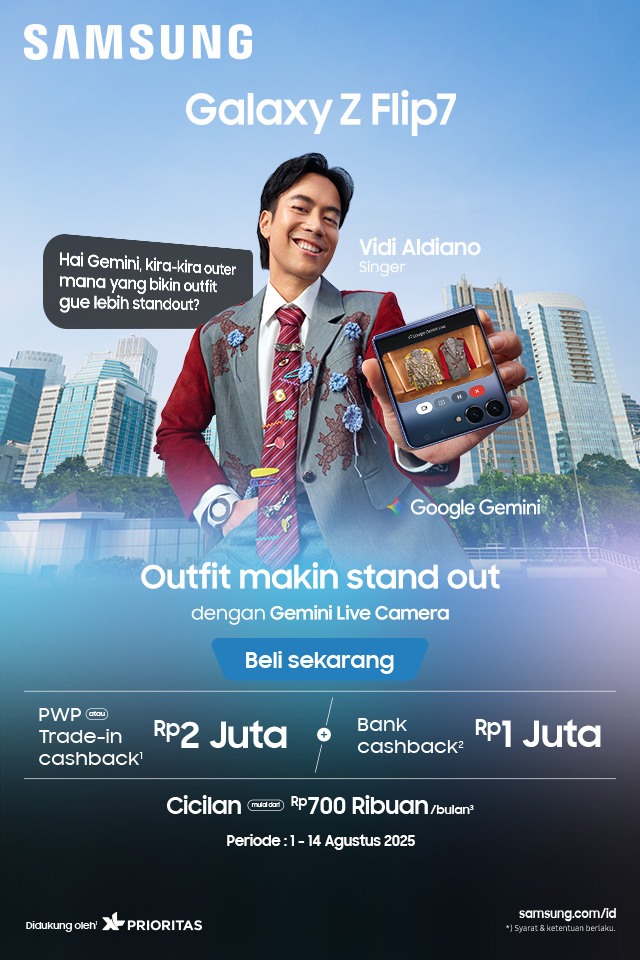 SAMSUNG
Galaxy Z Flip7
Hai Gemini, kira-kira outer
mana yang bikin outfit
gue lebih standout?
Vidi Aldiano
Singer
Google Gemini
Outfit makin stand out
dengan Gemini Live Camera
Beli sekarang
PWP atau
Trade-in
cashback¹
Rp2 Juta
+
Bank
cashback²
Rp1 Juta
Cicilan mulai dari Rp700 Ribuan/bulan³
Periode : 1 - 14 Agustus 2025
Didukung oleh
PRIORITAS
samsung.com/id
*) Syarat & ketentuan berlaku.